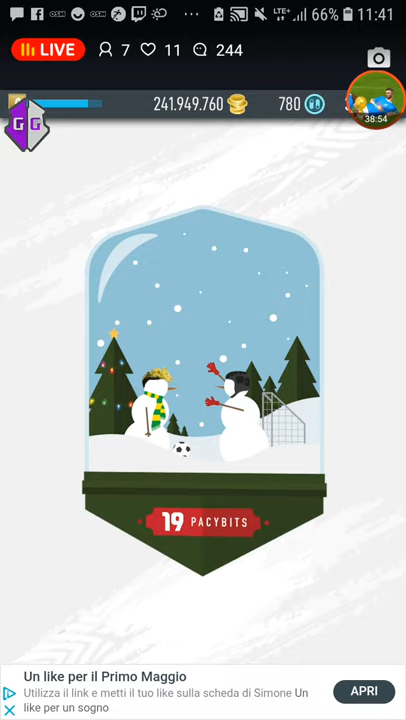 66% 11:41
LIVE 7 11 244
241.949.760 780
38:54
G G
19 PACYBITS
Un like per il Primo Maggio
Utilizza il link e metti il tuo like sulla scheda di Simone Un
like per un sogno
APRI